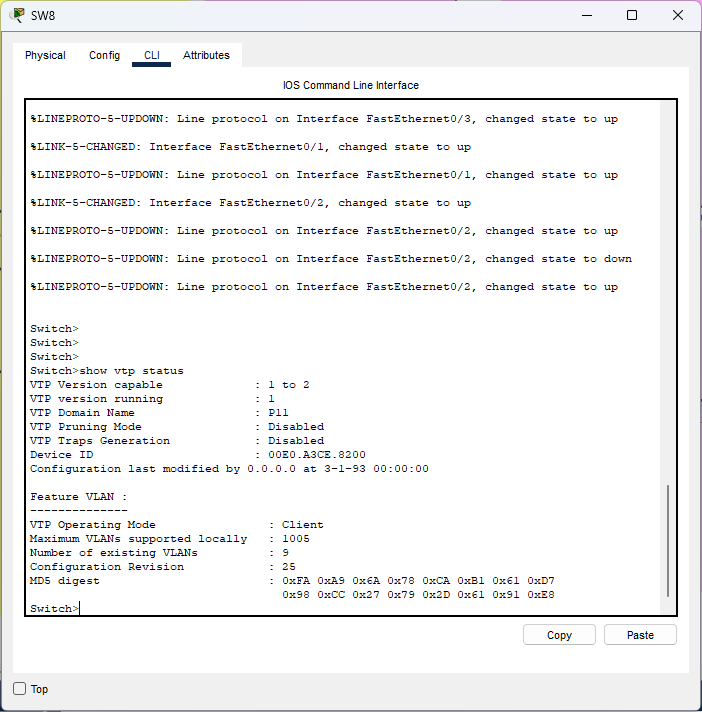 SW8
Physical Config CLI Attributes
IOS Command Line Interface
%LINEPROTO-5-UPDOWN: Line protocol on Interface FastEthernet0/3, changed state to up
%LINK-5-CHANGED: Interface FastEthernet0/1, changed state to up
%LINEPROTO-5-UPDOWN: Line protocol on Interface FastEthernet0/1, changed state to up
%LINK-5-CHANGED: Interface FastEthernet0/2, changed state to up
%LINEPROTO-5-UPDOWN: Line protocol on Interface FastEthernet0/2, changed state to up
%LINEPROTO-5-UPDOWN: Line protocol on Interface FastEthernet0/2, changed state to down
%LINEPROTO-5-UPDOWN: Line protocol on Interface FastEthernet0/2, changed state to up
Switch>
Switch>
Switch>
Switch>show vtp status
VTP Version capable : 1 to 2
VTP version running : 1
VTP Domain Name : P11
VTP Pruning Mode : Disabled
VTP Traps Generation : Disabled
Device ID : 00E0.A3CE.8200
Configuration last modified by 0.0.0.0 at 3-1-93 00:00:00
Feature VLAN :
--------------
VTP Operating Mode : Client
Maximum VLANs supported locally : 1005
Number of existing VLANs : 9
Configuration Revision : 25
MD5 digest : 0xFA 0xA9 0x6A 0x78 0xCA 0xB1 0x61 0xD7
0x98 0xCC 0x27 0x79 0x2D 0x61 0x91 0xE8
Switch>
Copy Paste
Top